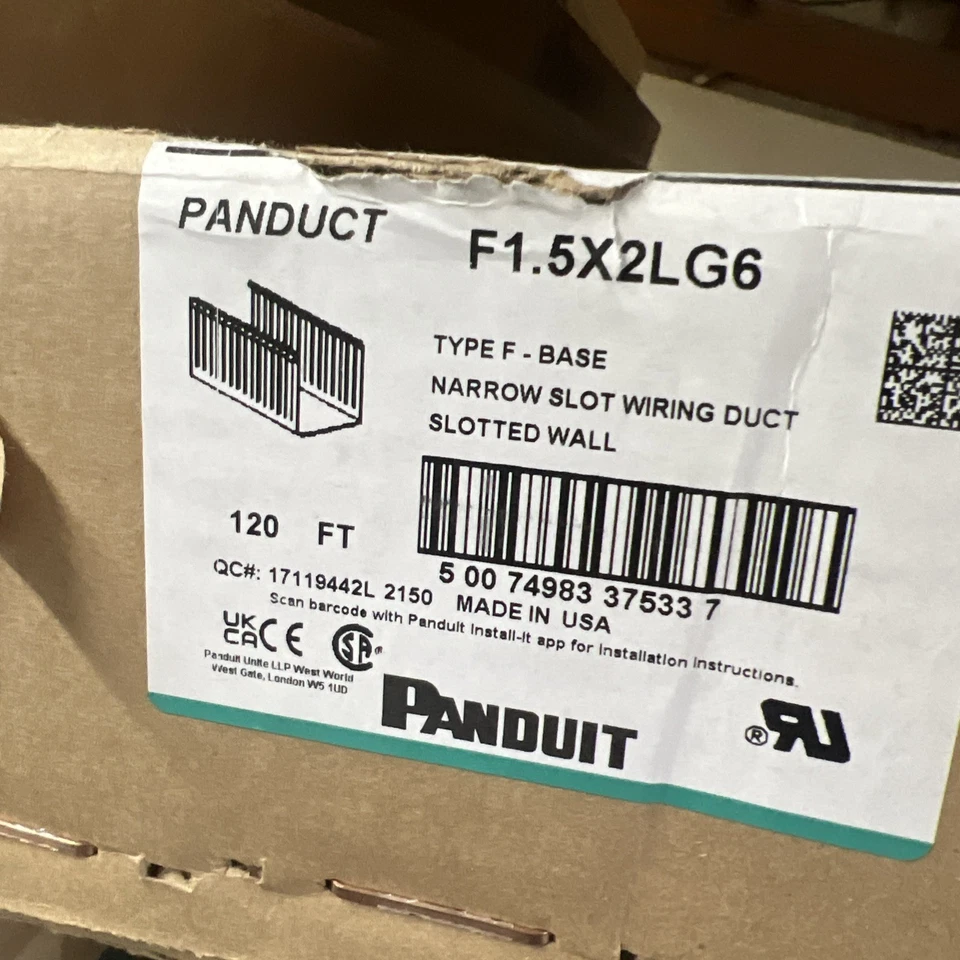 PANDUCT
F1.5X2LG6
TYPE F - BASE
NARROW SLOT WIRING DUCT
SLOTTED WALL
120 FT
5 00 74983 37533 7
QC#: 17119442L 2150 MADE IN USA
Scan barcode with Panduit Install-It app for Installation Instructions.
UK
CA CE SA®
Panduit Unite LLP West World
West Gate, London W5 1UD
PANDUIT
®RU